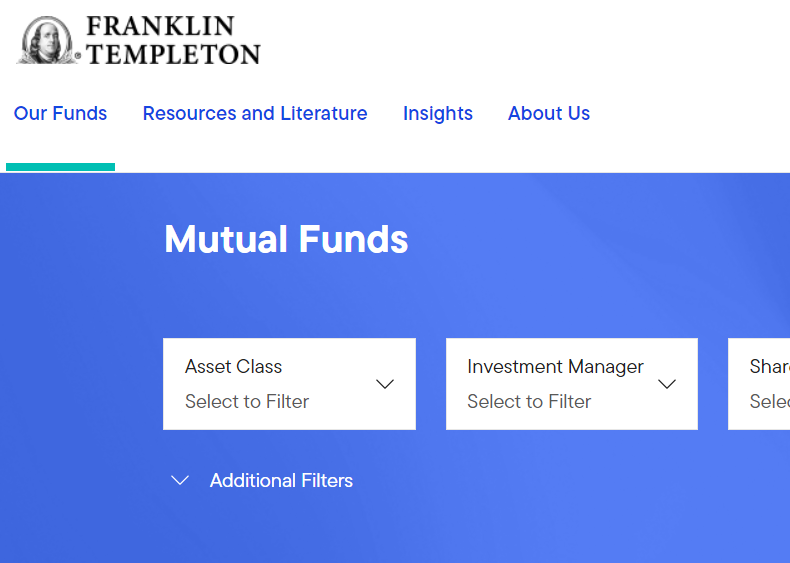 FRANKLIN
TEMPLETON
Our Funds Resources and Literature Insights About Us
Mutual Funds
Asset Class
Select to Filter
Investment Manager
Select to Filter
Additional Filters